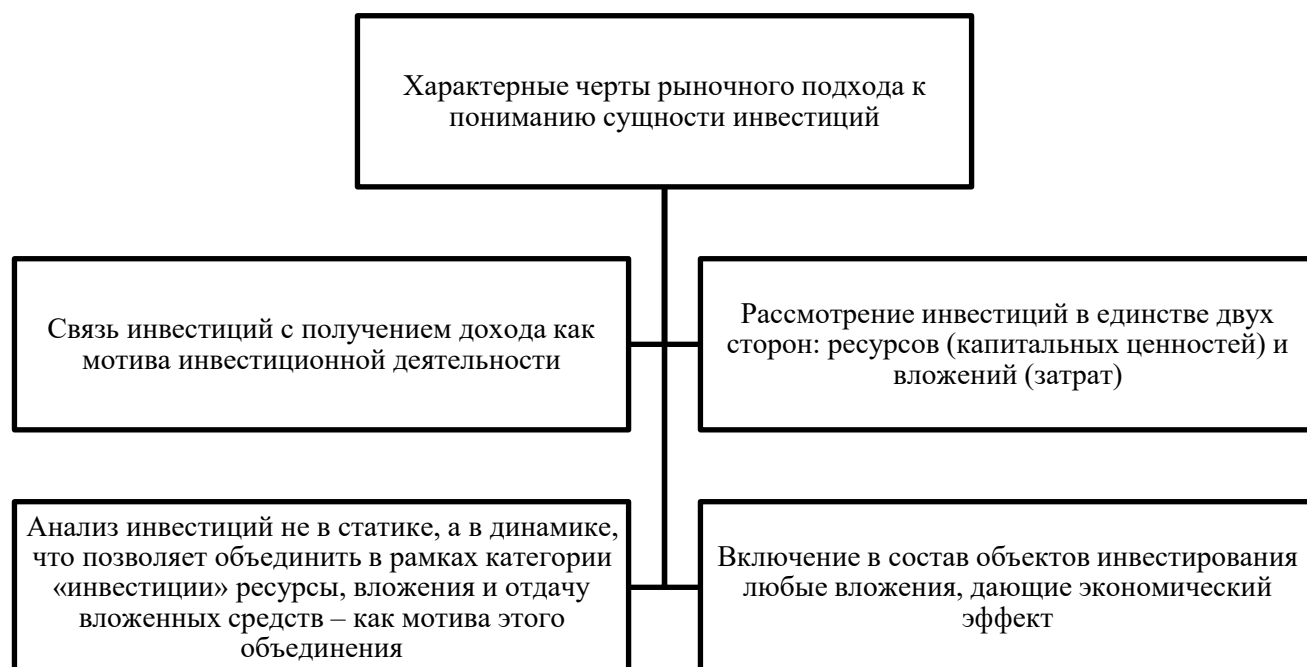 Характерные черты рыночного подхода к
пониманию сущности инвестиций
Связь инвестиций с получением дохода как
мотива инвестиционной деятельности
Рассмотрение инвестиций в единстве двух
сторон: ресурсов (капитальных ценностей) и
вложений (затрат)
Анализ инвестиций не в статике, а в динамике,
что позволяет объединить в рамках категории
«инвестиции» ресурсы, вложения и отдачу
вложенных средств – как мотива этого
объединения
Включение в состав объектов инвестирования
любые вложения, дающие экономический
эффект